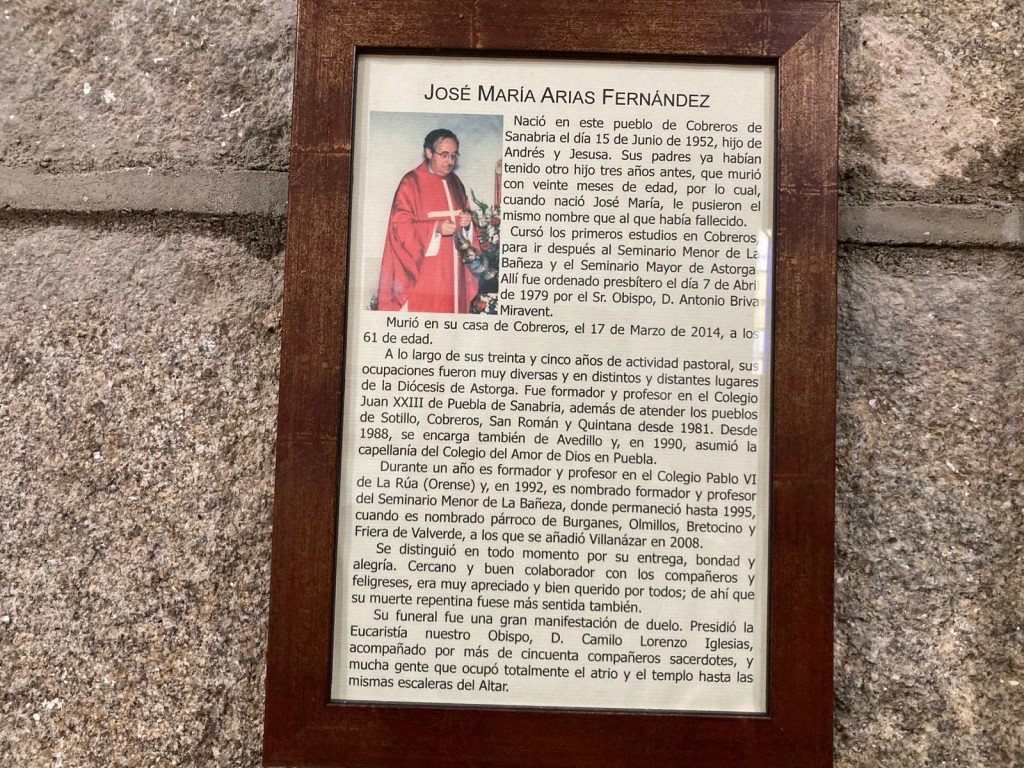 JOSÉ MARÍA ARIAS FERNÁNDEZ
Nació en este pueblo de Cobreros de
Sanabria el día 15 de Junio de 1952, hijo de
Andrés y Jesusa. Sus padres ya habían
tenido otro hijo tres años antes, que murió
con veinte meses de edad, por lo cual,
cuando nació José María, le pusieron el
mismo nombre que al que había fallecido.
Cursó los primeros estudios en Cobreros,
para ir después al Seminario Menor de La
Bañeza y el Seminario Mayor de Astorga.
Allí fue ordenado presbítero el día 7 de Abril
de 1979 por el Sr. Obispo, D. Antonio Briva
Miravent.
Murió en su casa de Cobreros, el 17 de Marzo de 2014, a los
61 de edad.
A lo largo de sus treinta y cinco años de actividad pastoral, sus
ocupaciones fueron muy diversas y en distintos y distantes lugares
de la Diócesis de Astorga. Fue formador y profesor en el Colegio
Juan XXIII de Puebla de Sanabria, además de atender los pueblos
de Sotillo, Cobreros, San Román y Quintana desde 1981. Desde
1988, se encarga también de Avedillo y, en 1990, asumió la
capellanía del Colegio del Amor de Dios en Puebla.
Durante un año es formador y profesor en el Colegio Pablo VI
de La Rúa (Orense) y, en 1992, es nombrado formador y profesor
del Seminario Menor de La Bañeza, donde permaneció hasta 1995,
cuando es nombrado párroco de Burganes, Olmillos, Bretocino y
Friera de Valverde, a los que se añadió Villanázar en 2008.
Se distinguió en todo momento por su entrega, bondad y
alegría. Cercano y buen colaborador con los compañeros y
feligreses, era muy apreciado y bien querido por todos; de ahí que
su muerte repentina fuese más sentida también.
Su funeral fue una gran manifestación de duelo. Presidió la
Eucaristía nuestro Obispo, D. Camilo Lorenzo Iglesias,
acompañado por más de cincuenta compañeros sacerdotes, y
mucha gente que ocupó totalmente el atrio y el templo hasta las
mismas escaleras del Altar.